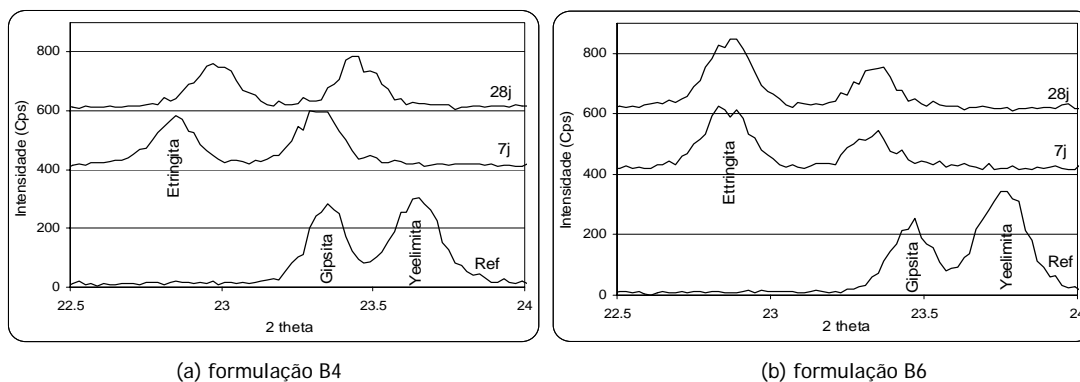 800
600
400
200
0
Intensidade (Cps)
28j
7j
Etringita
Gipsita
Yeelimita
Ref
22.5
23
23.5
24
2 theta
(a) formulação B4
800
600
400
200
0
Intensidade (Cps)
28j
7j
Ettringita
Gipsita
Yeelimita
Ref
22.5
23
23.5
24
2 theta
(b) formulação B6